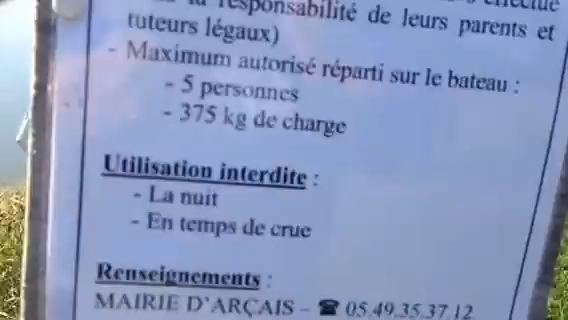 responsabilité de leurs parents et
tuteurs légaux)
- Maximum autorisé réparti sur le bateau :
- 5 personnes
- 375 kg de charge
Utilisation interdite :
- La nuit
- En temps de crue
Renseignements :
MAIRIE D'ARÇAIS – ☎ 05.49.35.37.12